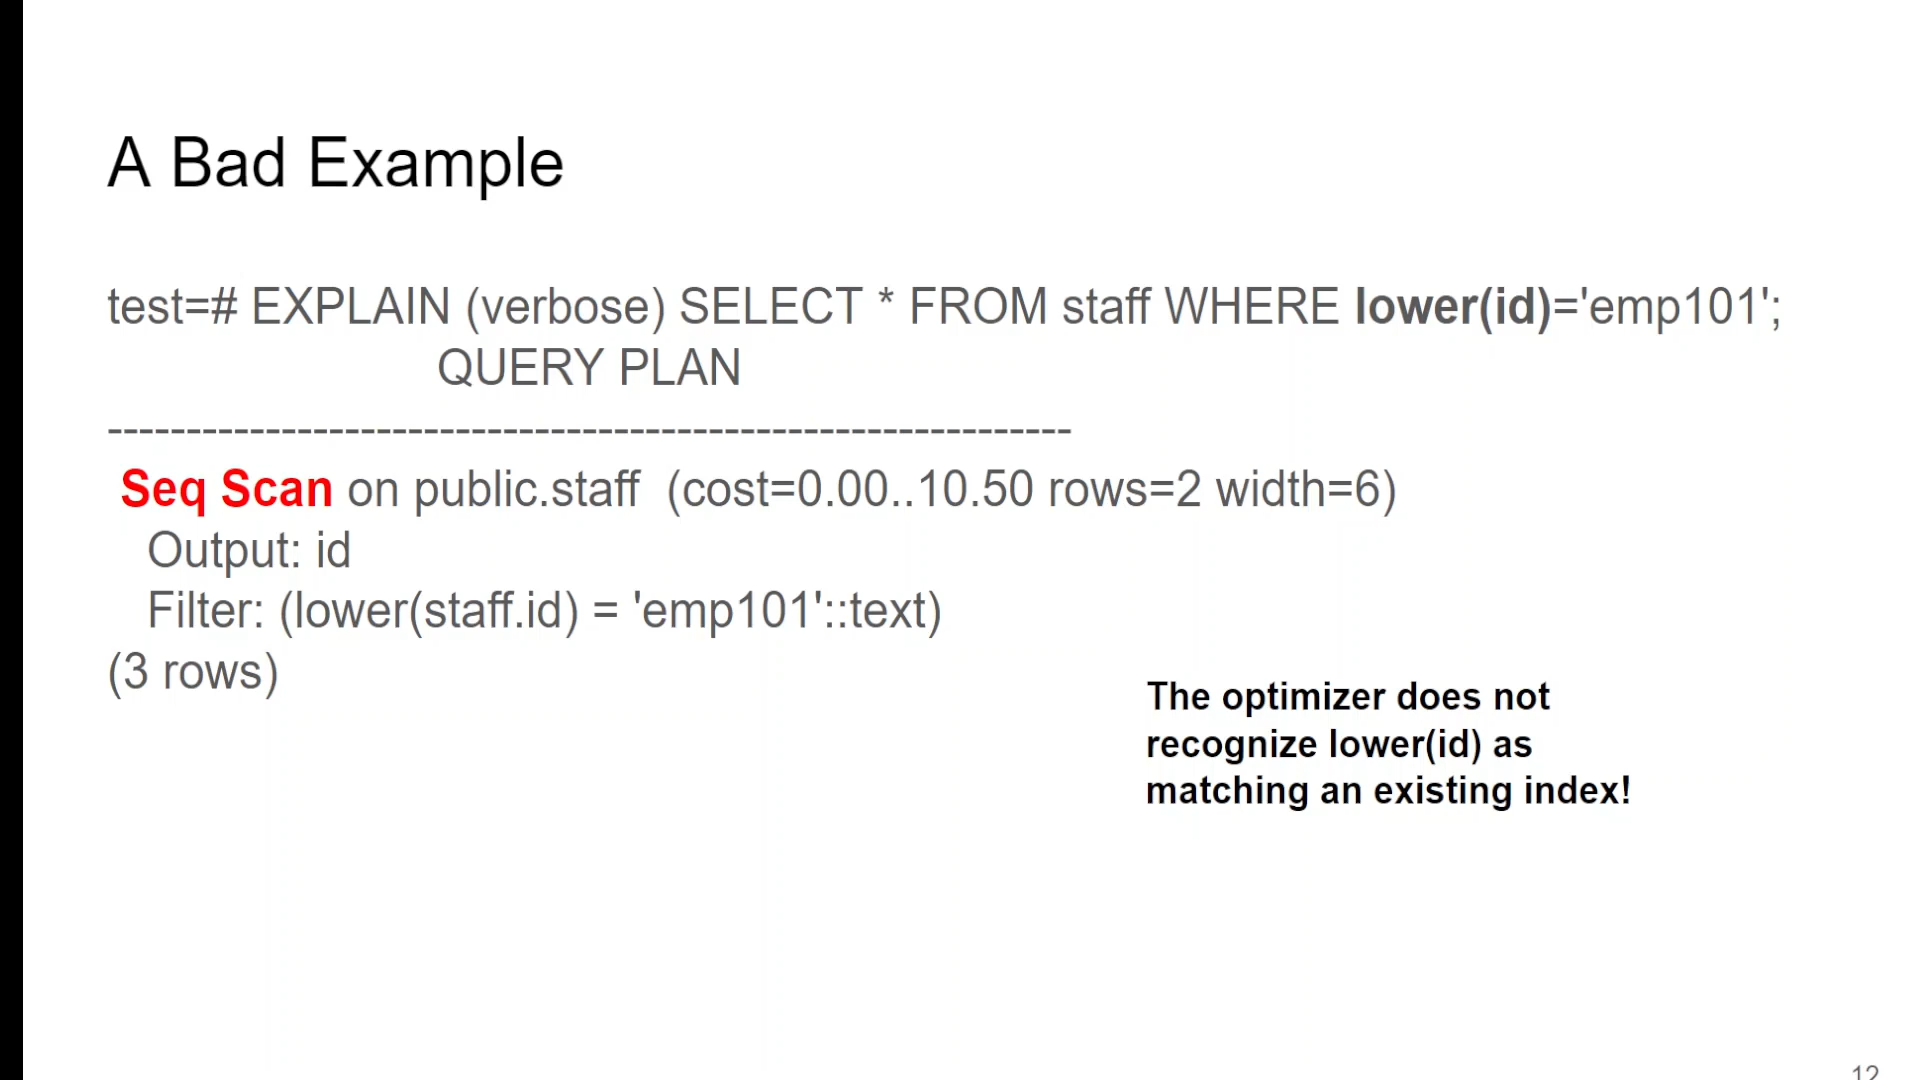 A Bad Example
test=# EXPLAIN (verbose) SELECT * FROM staff WHERE lower(id)='emp101';
QUERY PLAN
-------------------------------------------------------------
Seq Scan on public.staff  (cost=0.00..10.50 rows=2 width=6)
Output: id
Filter: (lower(staff.id) = 'emp101'::text)
(3 rows)
The optimizer does not
recognize lower(id) as
matching an existing index!
12